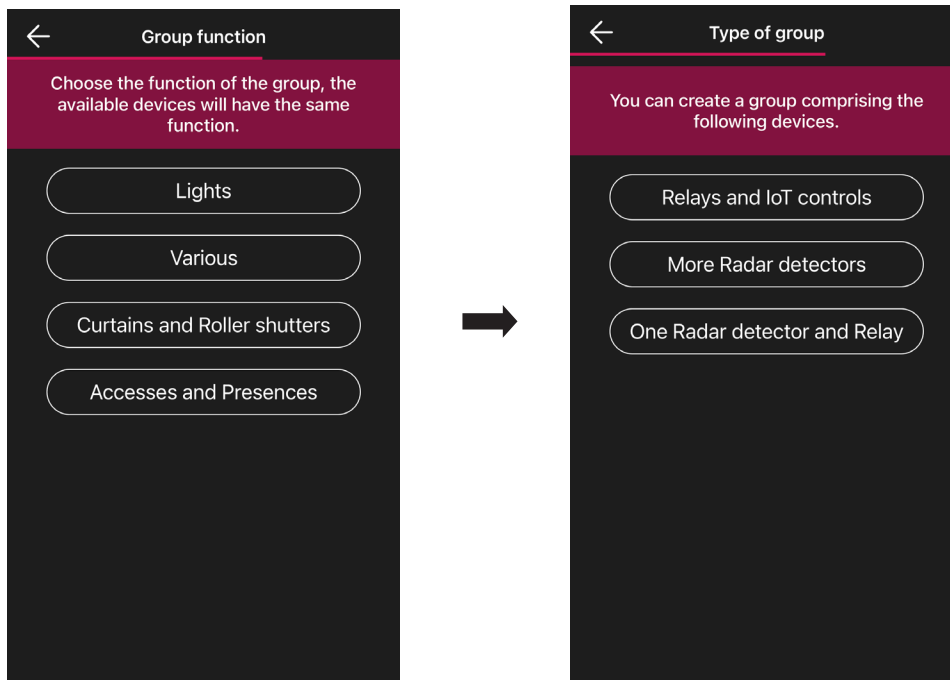 Group function
Choose the function of the group, the
available devices will have the same
function.
Lights
Various
Curtains and Roller shutters
Accesses and Presences
Type of group
You can create a group comprising the
following devices.
Relays and IoT controls
More Radar detectors
One Radar detector and Relay